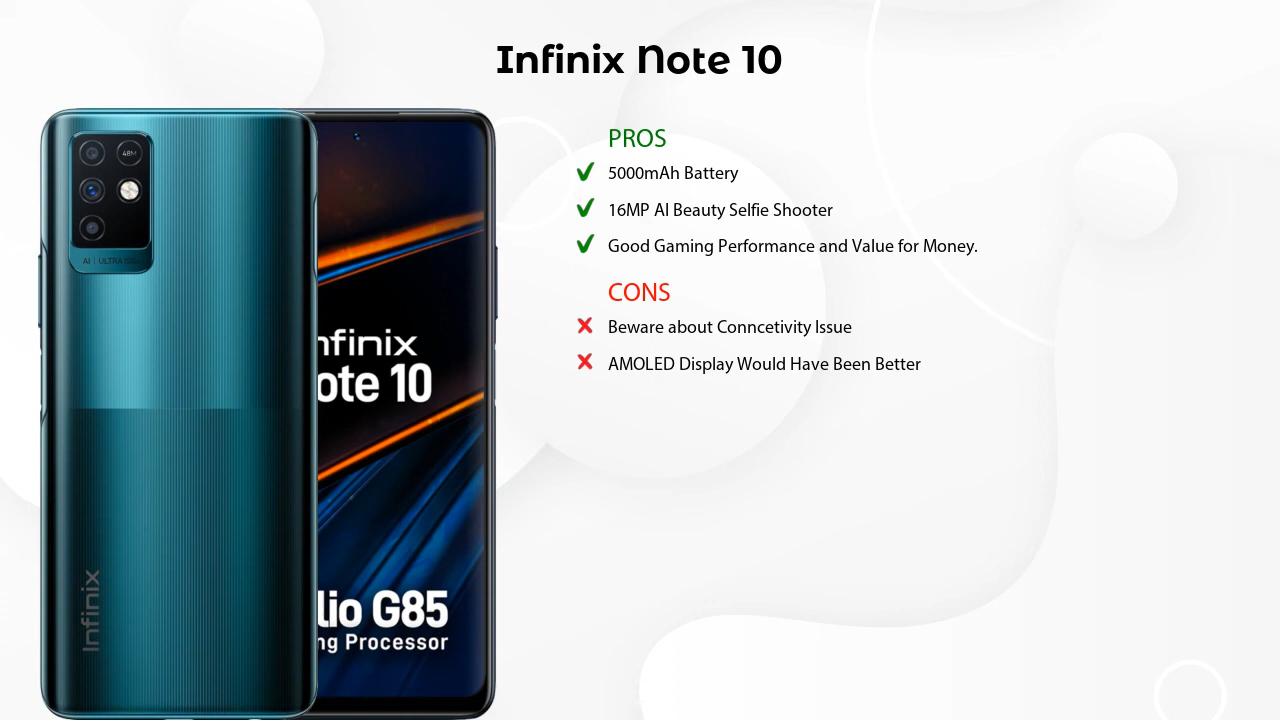 Infinix Note 10
PROS
5000mAh Battery
16MP AI Beauty Selfie Shooter
Good Gaming Performance and Value for Money.
CONS
Beware about Conncetivity Issue
AMOLED Display Would Have Been Better
48M
AI | ULTRA
Infinix
nfinix
ote 10
lio G85
ng Processor